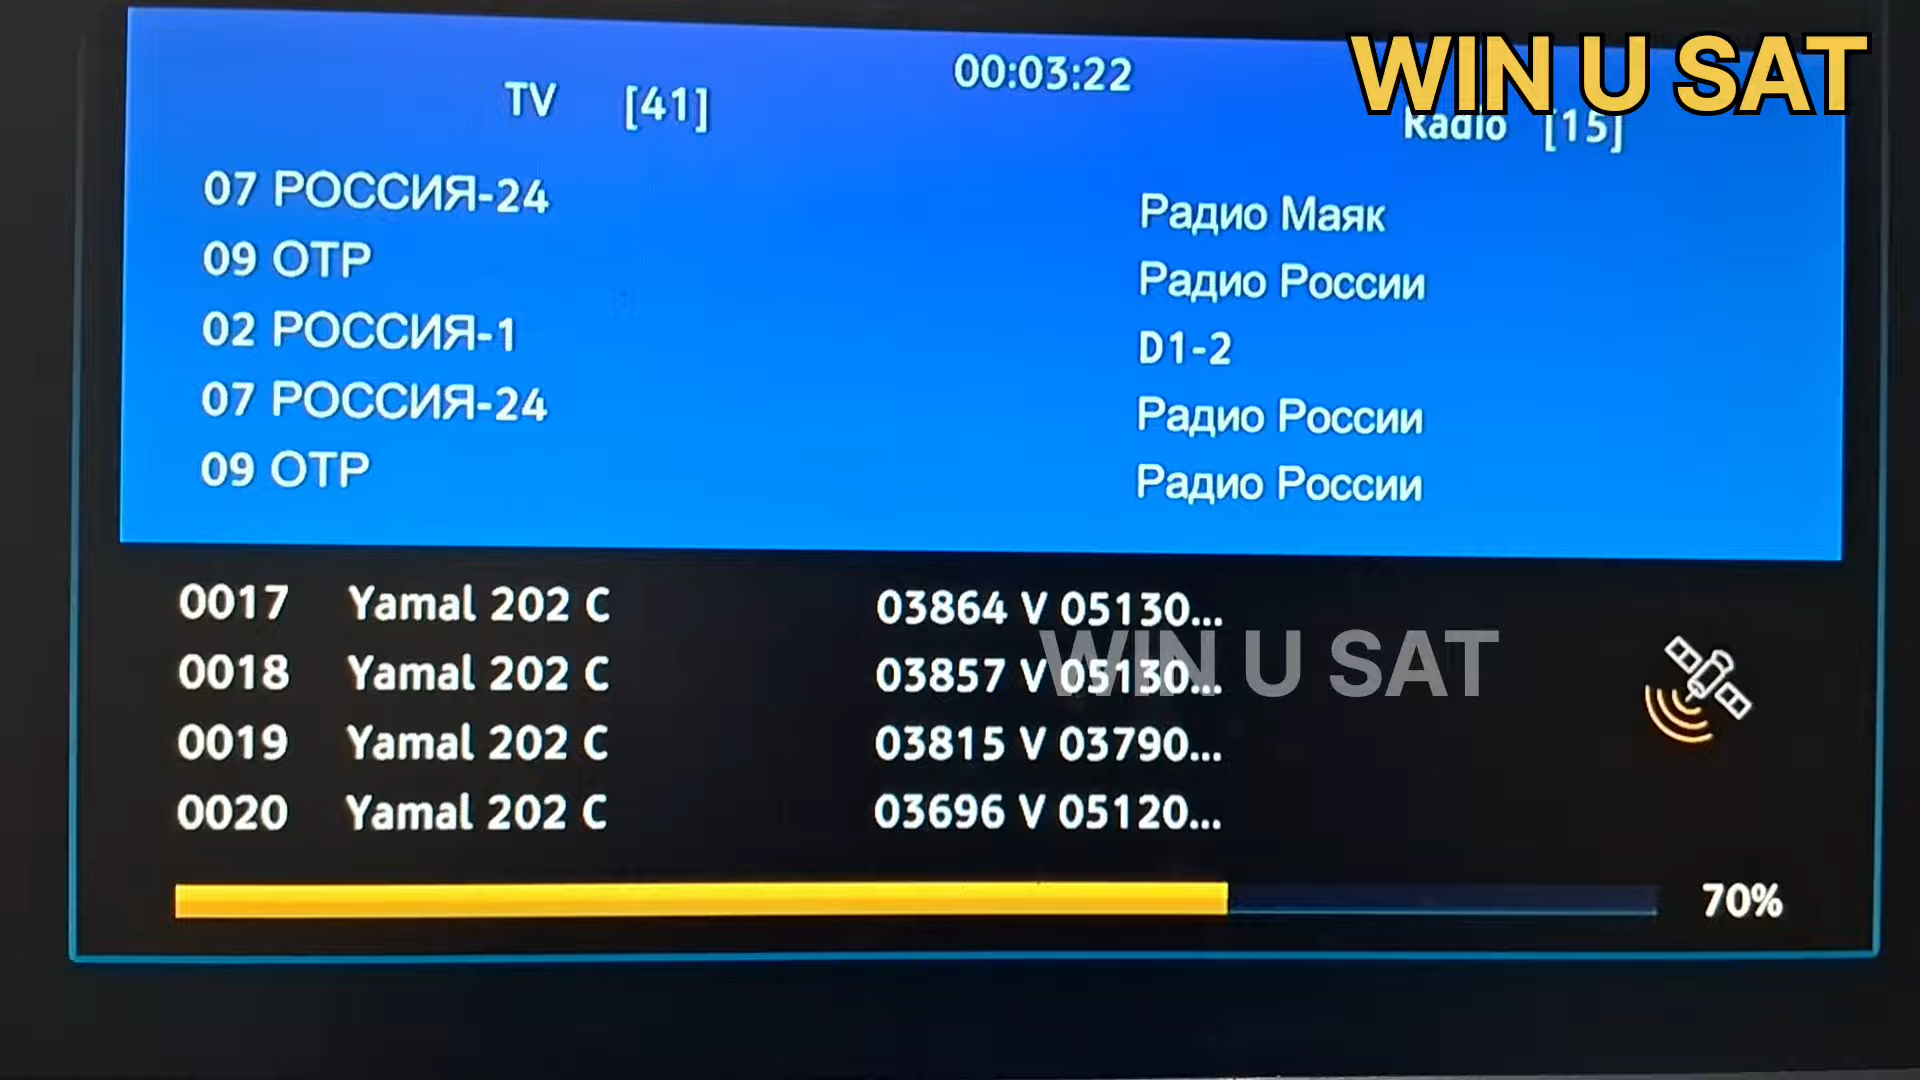 WIN U SAT
00:03:22
TV [41]
Radio [15]
07 РОССИЯ-24
09 ОТР
02 РОССИЯ-1
07 РОССИЯ-24
09 ОТР
Радио Маяк
Радио России
D1-2
Радио России
Радио России
0017 Yamal 202 C 03864 V 05130...
0018 Yamal 202 C 03857 V 05130...
0019 Yamal 202 C 03815 V 03790...
0020 Yamal 202 C 03696 V 05120...
WIN U SAT
70%